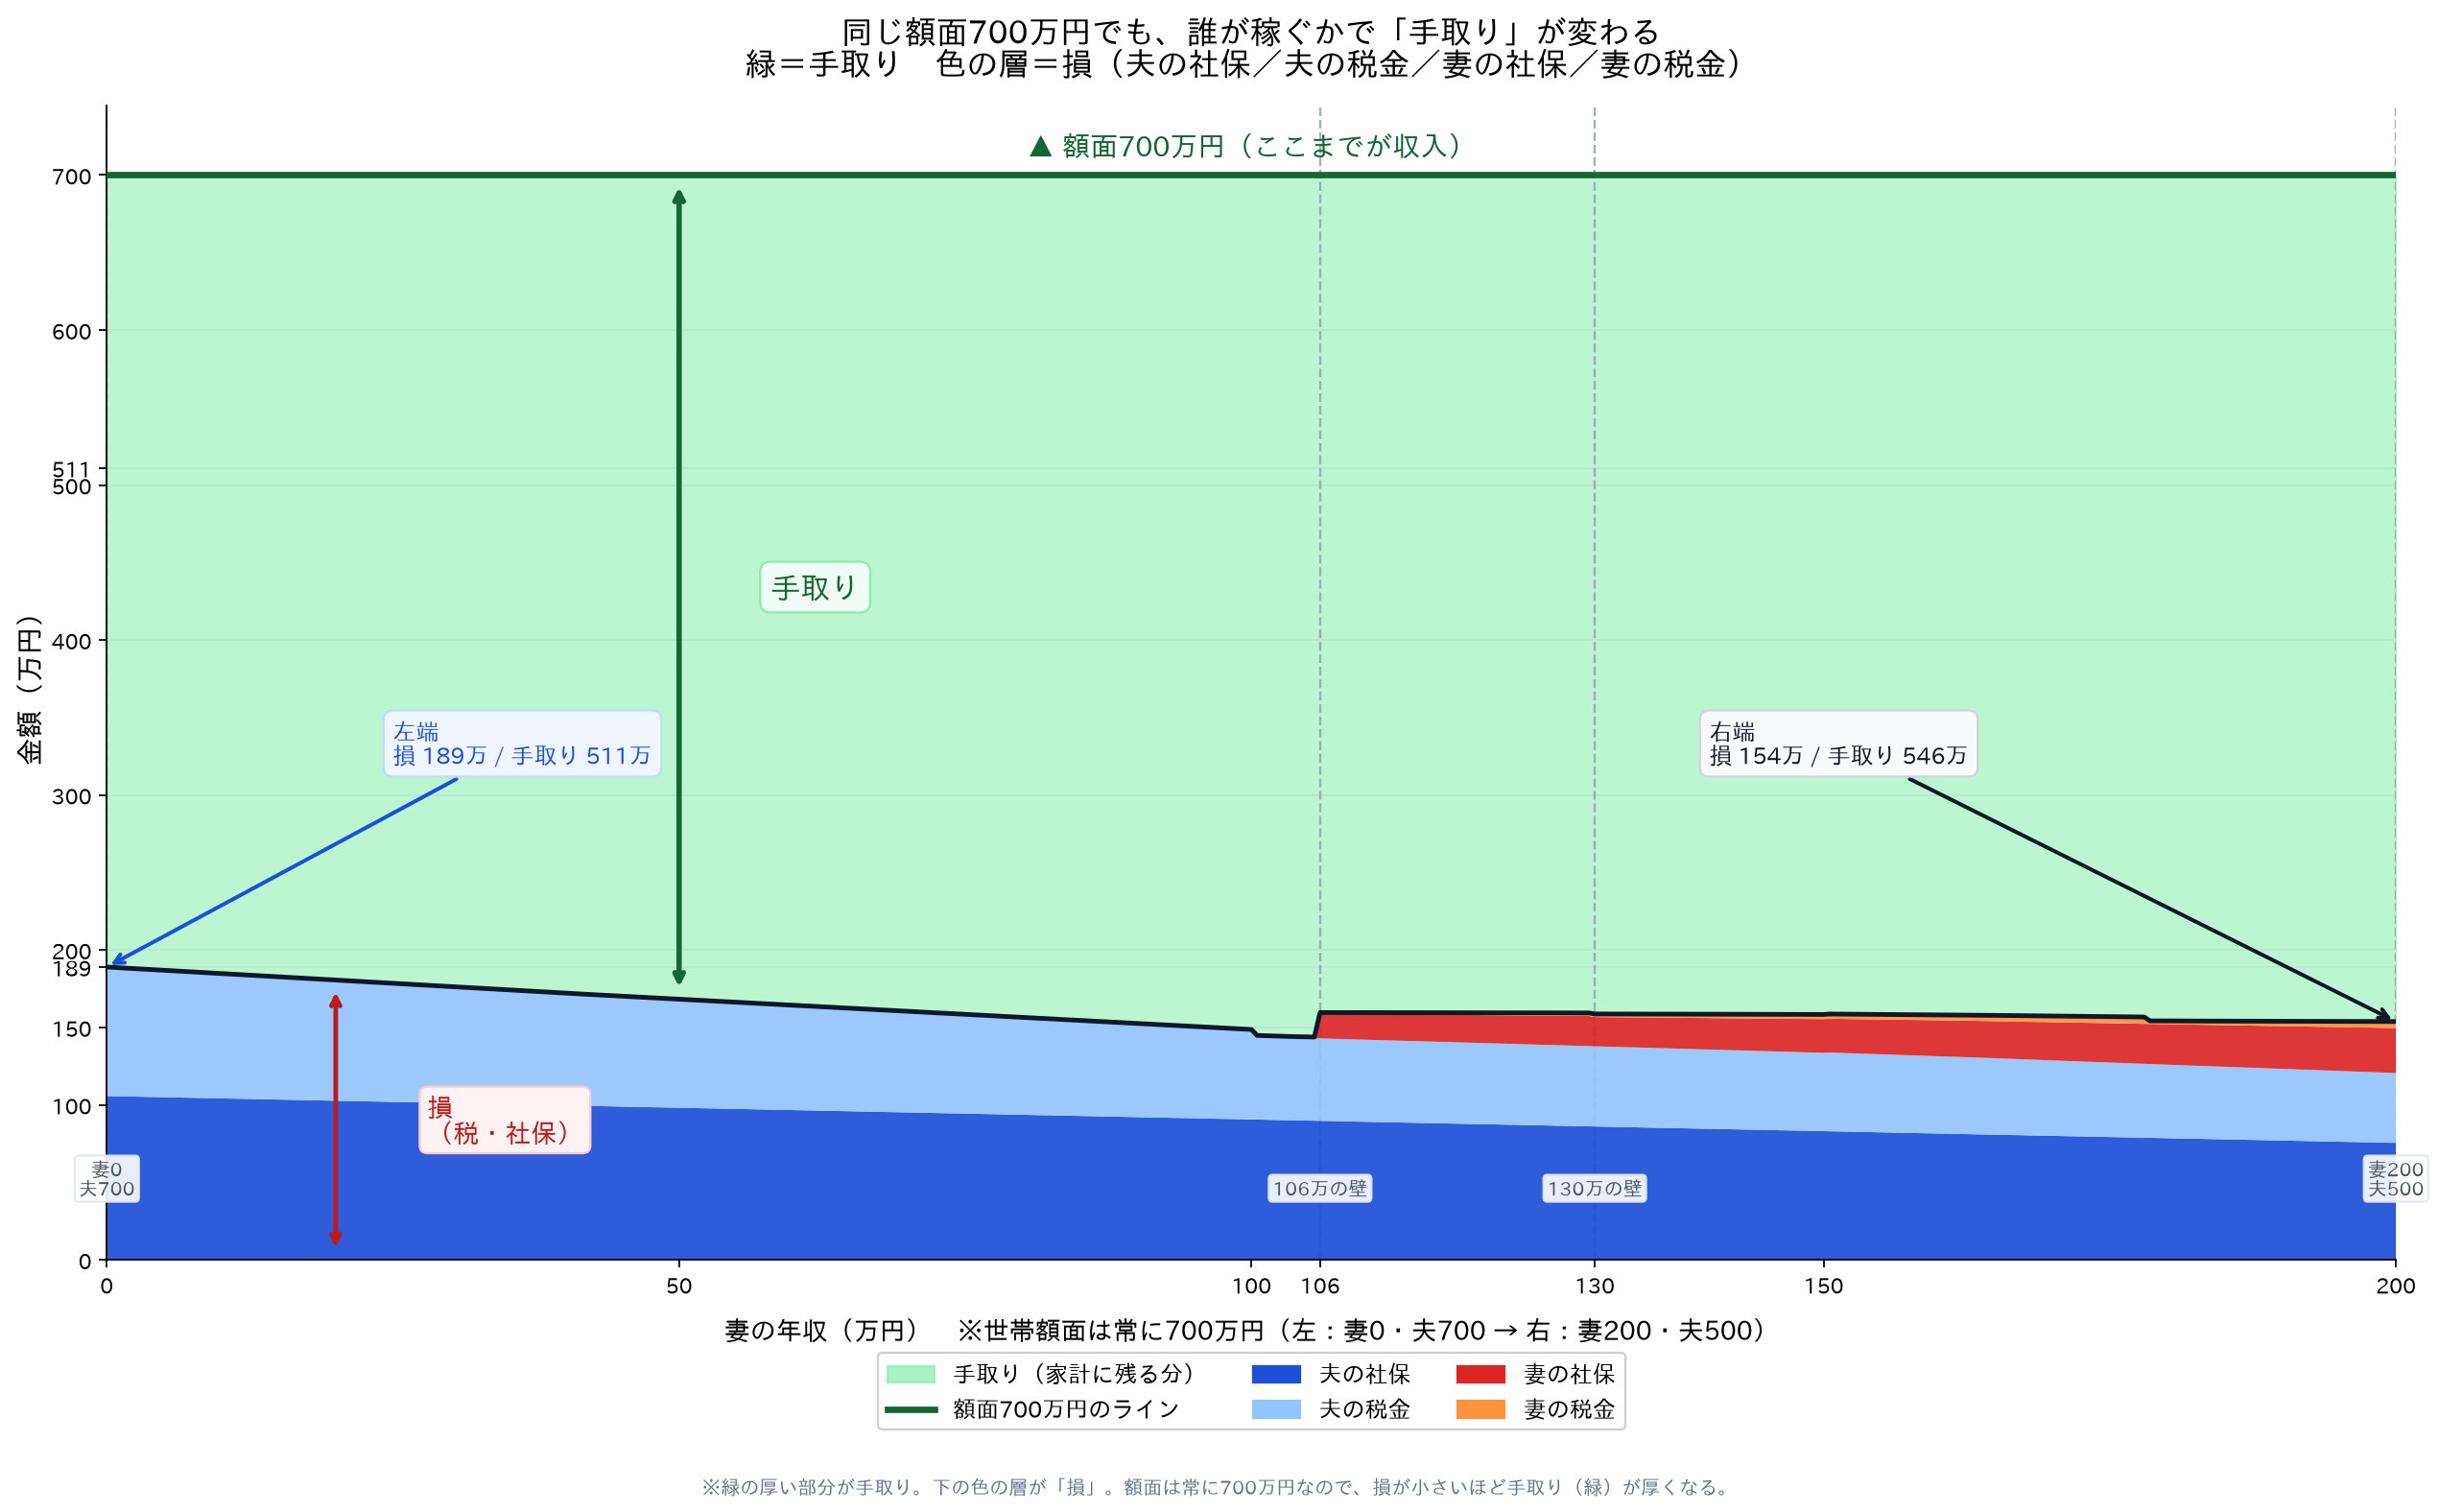 同じ額面700万円でも、誰が稼ぐかで「手取り」が変わる
緑＝手取り　色の層＝損（夫の社保／夫の税金／妻の社保／妻の税金）
▲ 額面700万円（ここまでが収入）
金額（万円）
700
600
511
500
400
300
200
189
150
100
0
手取り
左端
損 189万 / 手取り 511万
右端
損 154万 / 手取り 546万
損
（税・社保）
妻0
夫700
106万の壁
130万の壁
妻200
夫500
0
50
100
106
130
150
200
妻の年収（万円）　※世帯額面は常に700万円（左：妻0・夫700 → 右：妻200・夫500）
手取り（家計に残る分）
額面700万円のライン
夫の社保
夫の税金
妻の社保
妻の税金
※緑の厚い部分が手取り。下の色の層が「損」。額面は常に700万円なので、損が小さいほど手取り（緑）が厚くなる。